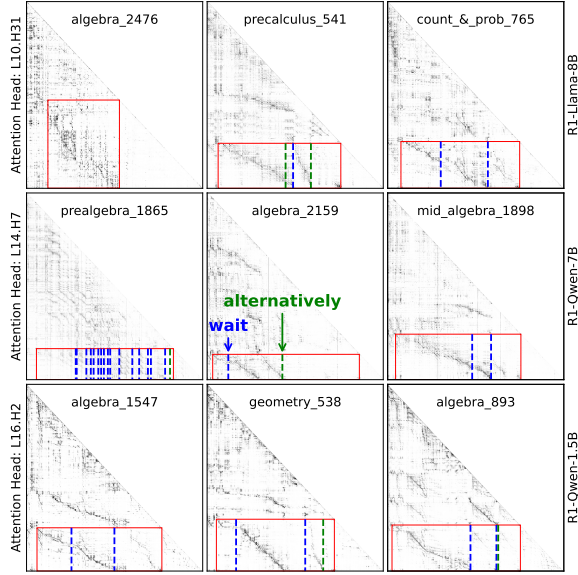 algebra_2476
precalculus_541
count_&_prob_765
Attention Head: L10.H31
R1-Llama-8B
prealgebra_1865
algebra_2159
mid_algebra_1898
Attention Head: L14.H7
alternatively
wait
R1-Qwen-7B
algebra_1547
geometry_538
algebra_893
Attention Head: L16.H2
R1-Qwen-1.5B